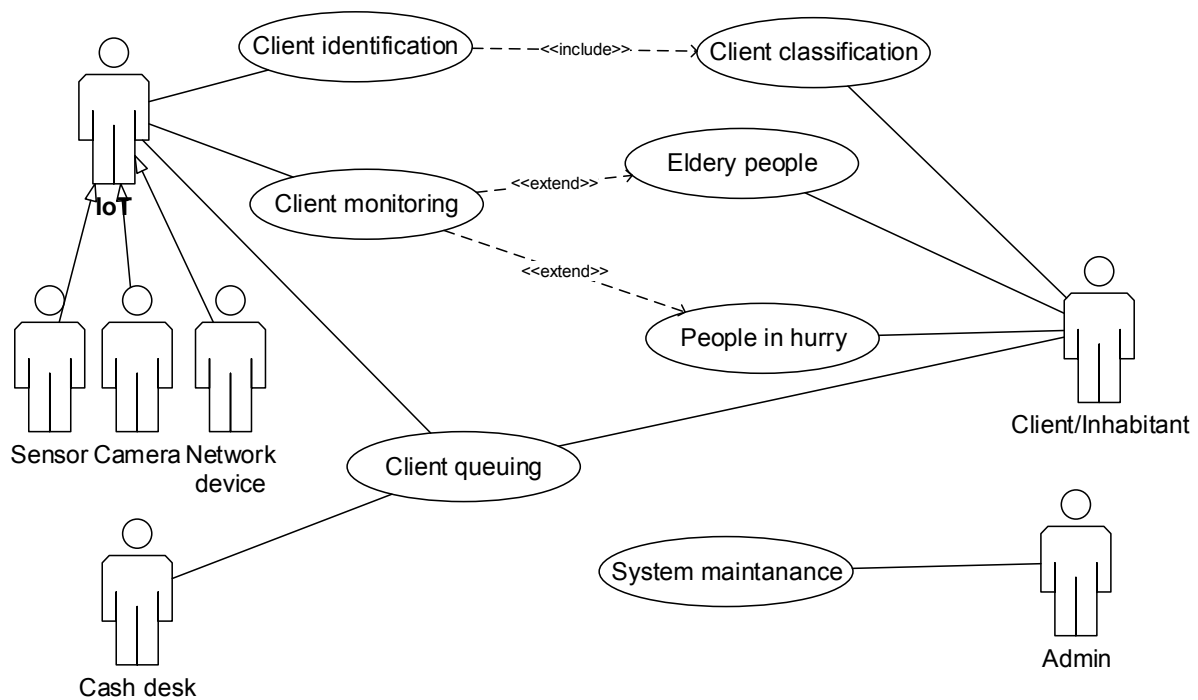 Client identification
<<include>>
Client classification
Eldery people
<<extend>>
Client monitoring
IoT
<<extend>>
People in hurry
Client/Inhabitant
Sensor
Camera
Network
device
Client queuing
System maintanance
Admin
Cash desk